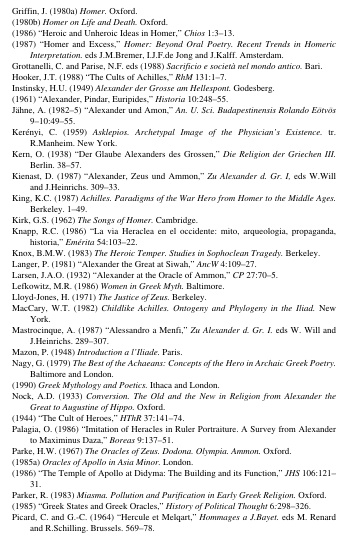 Griffin, J. (1980a) Homer. Oxford.
(1980b) Homer on Life and Death. Oxford.
(1986) "Heroic and Unheroic Ideas in Homer," Chios 1:3–13.
(1987) "Homer and Excess," Homer: Beyond Oral Poetry. Recent Trends in Homeric
Interpretation. eds J.M.Bremer, I.J.F.de Jong and J.Kalff. Amsterdam.
Grottanelli, C. and Parise, N.F. eds (1988) Sacrificio e società nel mondo antico. Bari.
Hooker, J.T. (1988) "The Cults of Achilles," RhM 131:1–7.
Instinsky, H.U. (1949) Alexander der Grosse am Hellespont. Godesberg.
(1961) "Alexander, Pindar, Euripides," Historia 10:248–55.
Jähne, A. (1982–5) "Alexander und Amon," An. U. Sci. Budapestinensis Rolando Eötvös
9–10:49–55.
Kerényi, C. (1959) Asklepios. Archetypal Image of the Physician's Existence. tr.
R.Manheim. New York.
Kern, O. (1938) "Der Glaube Alexanders des Grossen," Die Religion der Griechen III.
Berlin. 38–57.
Kienast, D. (1987) "Alexander, Zeus und Ammon," Zu Alexander d. Gr. I, eds W.Will
and J.Heinrichs. 309–33.
King, K.C. (1987) Achilles. Paradigms of the War Hero from Homer to the Middle Ages.
Berkeley. 1–49.
Kirk, G.S. (1962) The Songs of Homer. Cambridge.
Knapp, R.C. (1986) "La via Heraclea en el occidente: mito, arqueologia, propaganda,
historia," Emérita 54:103–22.
Knox, B.M.W. (1983) The Heroic Temper. Studies in Sophoclean Tragedy. Berkeley.
Langer, P. (1981) "Alexander the Great at Siwah," AncW 4:109–27.
Larsen, J.A.O. (1932) "Alexander at the Oracle of Ammon," CP 27:70–5.
Lefkowitz, M.R. (1986) Women in Greek Myth. Baltimore.
Lloyd-Jones, H. (1971) The Justice of Zeus. Berkeley.
MacCary, W.T. (1982) Childlike Achilles. Ontogeny and Phylogeny in the Iliad. New
York.
Mastrocinque, A. (1987) "Alessandro a Menfi," Zu Alexander d. Gr. I. eds W. Will and
J.Heinrichs. 289–307.
Mazon, P. (1948) Introduction a l'Iliade. Paris.
Nagy, G. (1979) The Best of the Achaeans: Concepts of the Hero in Archaic Greek Poetry.
Baltimore and London.
(1990) Greek Mythology and Poetics. Ithaca and London.
Nock, A.D. (1933) Conversion. The Old and the New in Religion from Alexander the
Great to Augustine of Hippo. Oxford.
(1944) "The Cult of Heroes," HThR 37:141–74.
Palagia, O. (1986) "Imitation of Heracles in Ruler Portraiture. A Survey from Alexander
to Maximinus Daza," Boreas 9:137–51.
Parke, H.W. (1967) The Oracles of Zeus. Dodona. Olympia. Ammon. Oxford.
(1985a) Oracles of Apollo in Asia Minor. London.
(1986) "The Temple of Apollo at Didyma: The Building and its Function," JHS 106:121–
31.
Parker, R. (1983) Miasma. Pollution and Purification in Early Greek Religion. Oxford.
(1985) "Greek States and Greek Oracles," History of Political Thought 6:298–326.
Picard, C. and G.-C. (1964) "Hercule et Melqart," Hommages a J.Bayet. eds M. Renard
and R.Schilling. Brussels. 569–78.